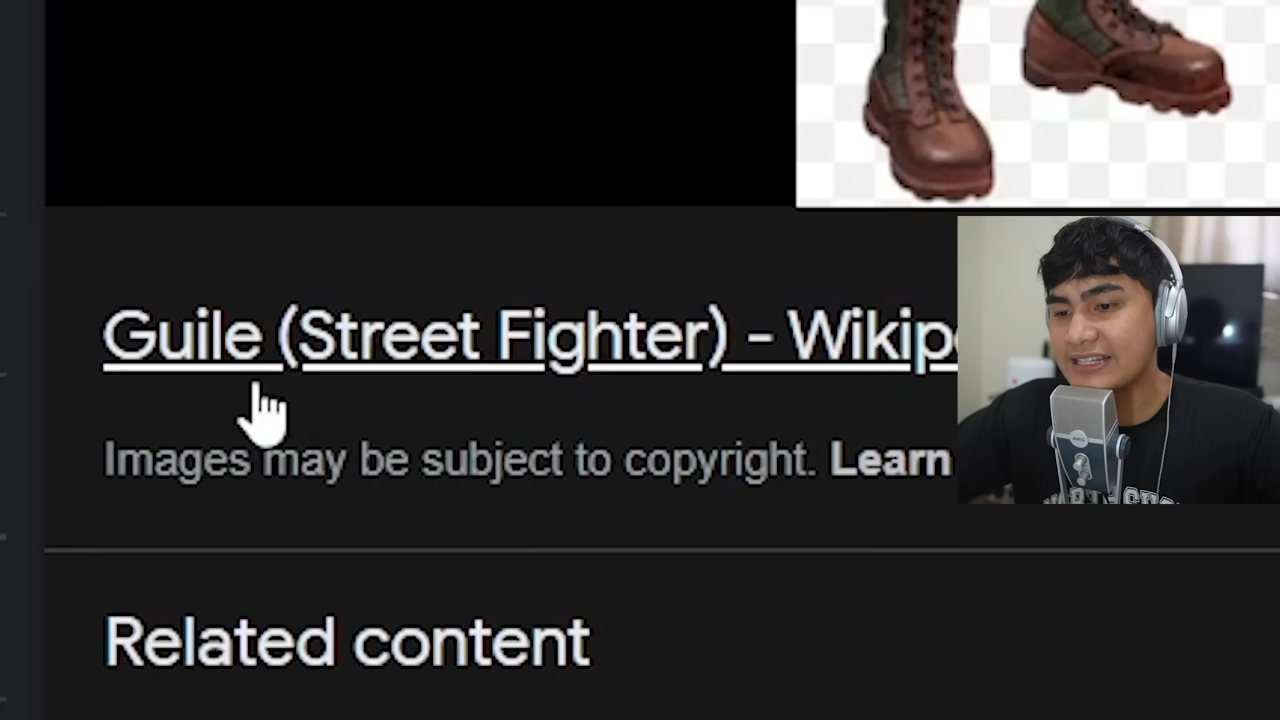 Guile (Street Fighter) - Wikip
Images may be subject to copyright. Learn
Related content